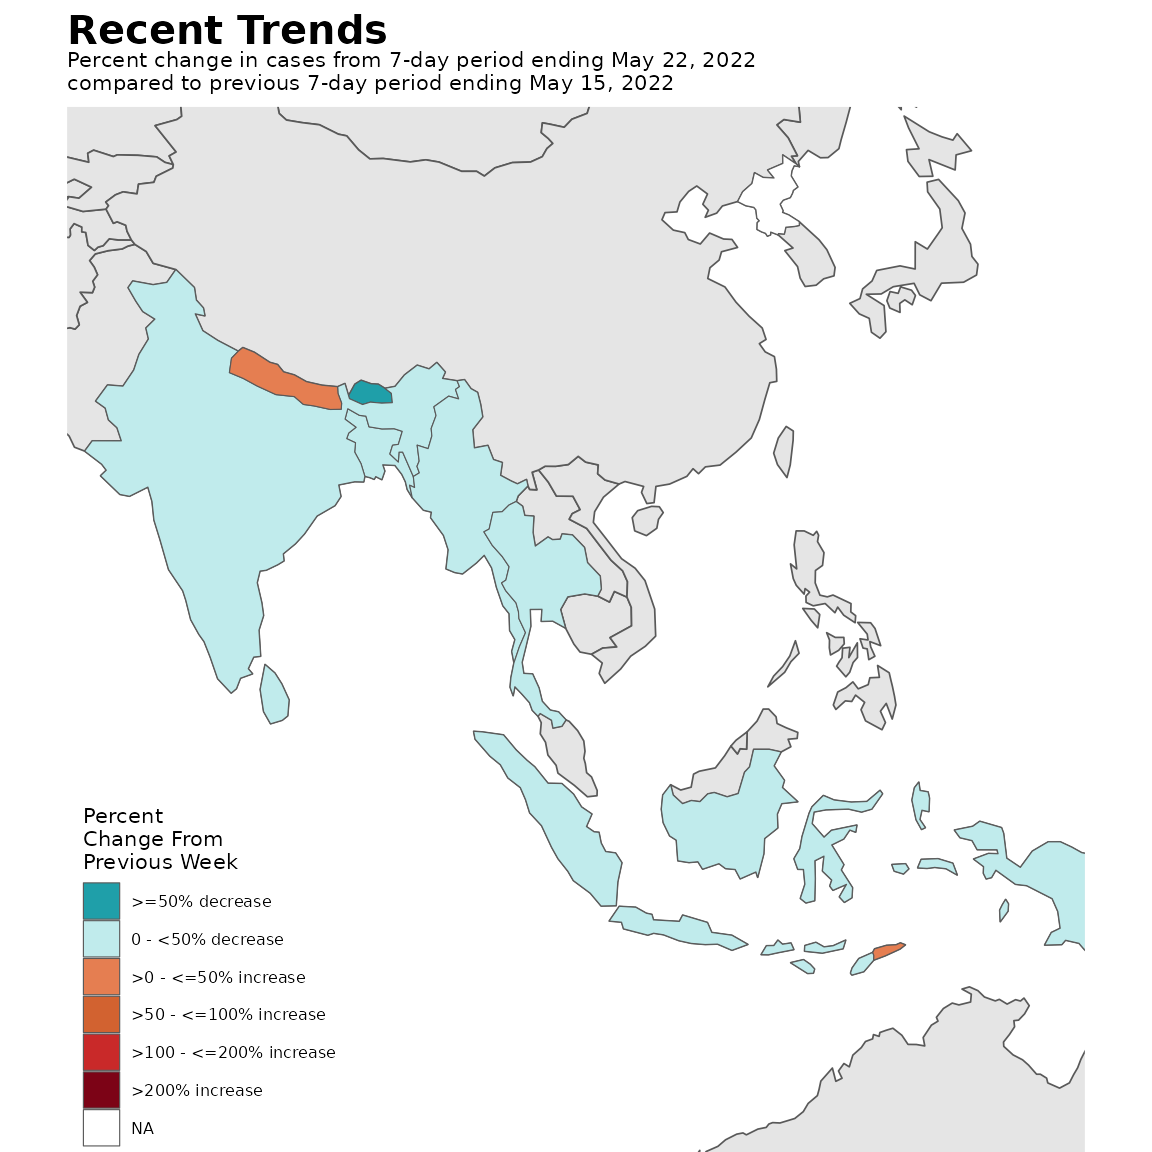 Recent Trends
Percent change in cases from 7-day period ending May 22, 2022
compared to previous 7-day period ending May 15, 2022
Percent
Change From
Previous Week
>=50% decrease
0 - <50% decrease
>0 - <=50% increase
>50 - <=100% increase
>100 - <=200% increase
>200% increase
NA